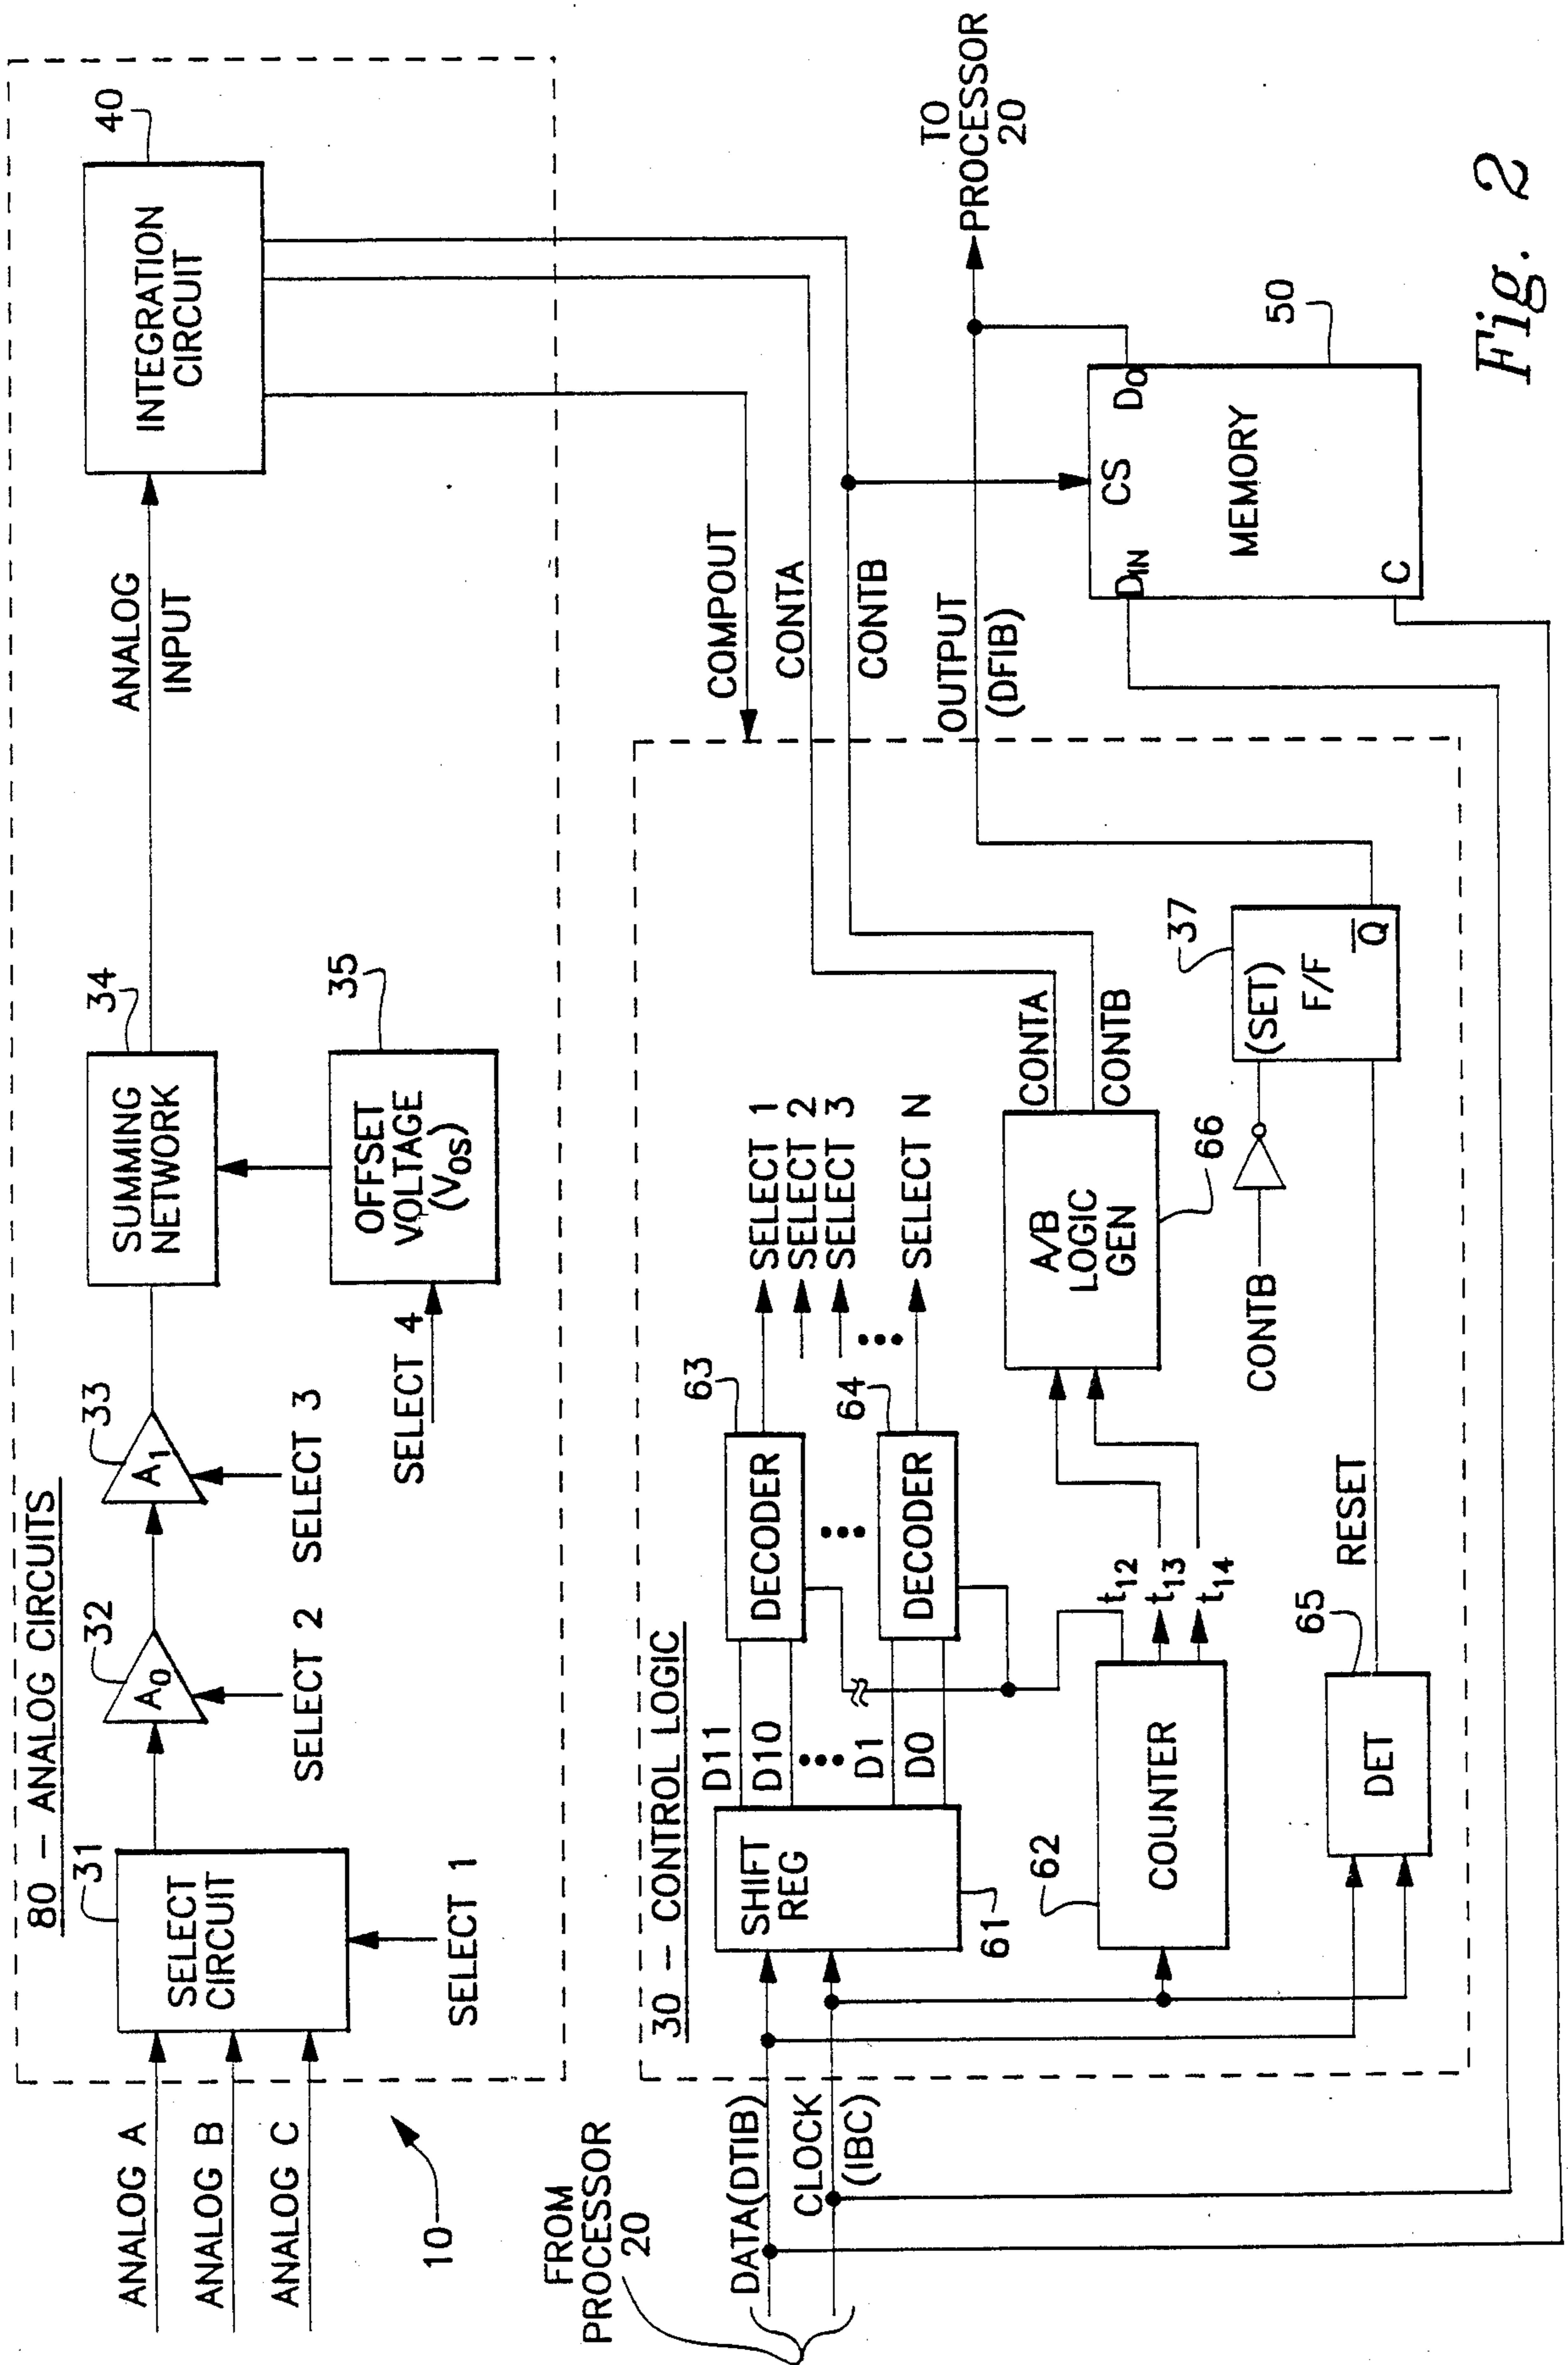 80 – ANALOG CIRCUITS
ANALOG A
ANALOG B
ANALOG C
10
31
SELECT
CIRCUIT
SELECT 1
32
A0
SELECT 2
33
A1
SELECT 3
34
SUMMING
NETWORK
35
OFFSET
VOLTAGE
(VOS)
SELECT 4
ANALOG
INPUT
40
INTEGRATION
CIRCUIT
COMPOUT
CONTA
CONTB
OUTPUT
(DFIB)
TO
PROCESSOR
20
FROM
PROCESSOR
20
DATA(DTIB)
CLOCK
(IBC)
30 – CONTROL LOGIC
SHIFT
REG
61
D11
D10
D1
D0
63
DECODER
64
DECODER
SELECT 1
SELECT 2
SELECT 3
SELECT N
62
COUNTER
t12
t13
t14
A/B
LOGIC
GEN
66
CONTA
CONTB
65
DET
RESET
CONTB
37
(SET)
F/F
Q
DIN
CS
DO
MEMORY
C
50
Fig. 2